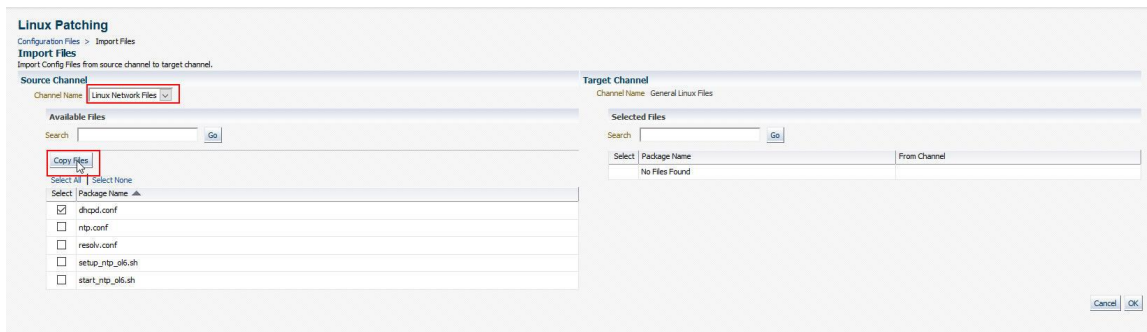 Linux Patching
Configuration Files > Import Files
Import Files
Import Config Files from source channel to target channel.
Source Channel
Channel Name Linux Network Files
Available Files
Search Go
Copy Files
Select All | Select None
Select Package Name
dhcpd.conf
ntp.conf
resolv.conf
setup_ntp_ol6.sh
start_ntp_ol6.sh
Target Channel
Channel Name General Linux Files
Selected Files
Search Go
Select Package Name From Channel
No Files Found
Cancel OK